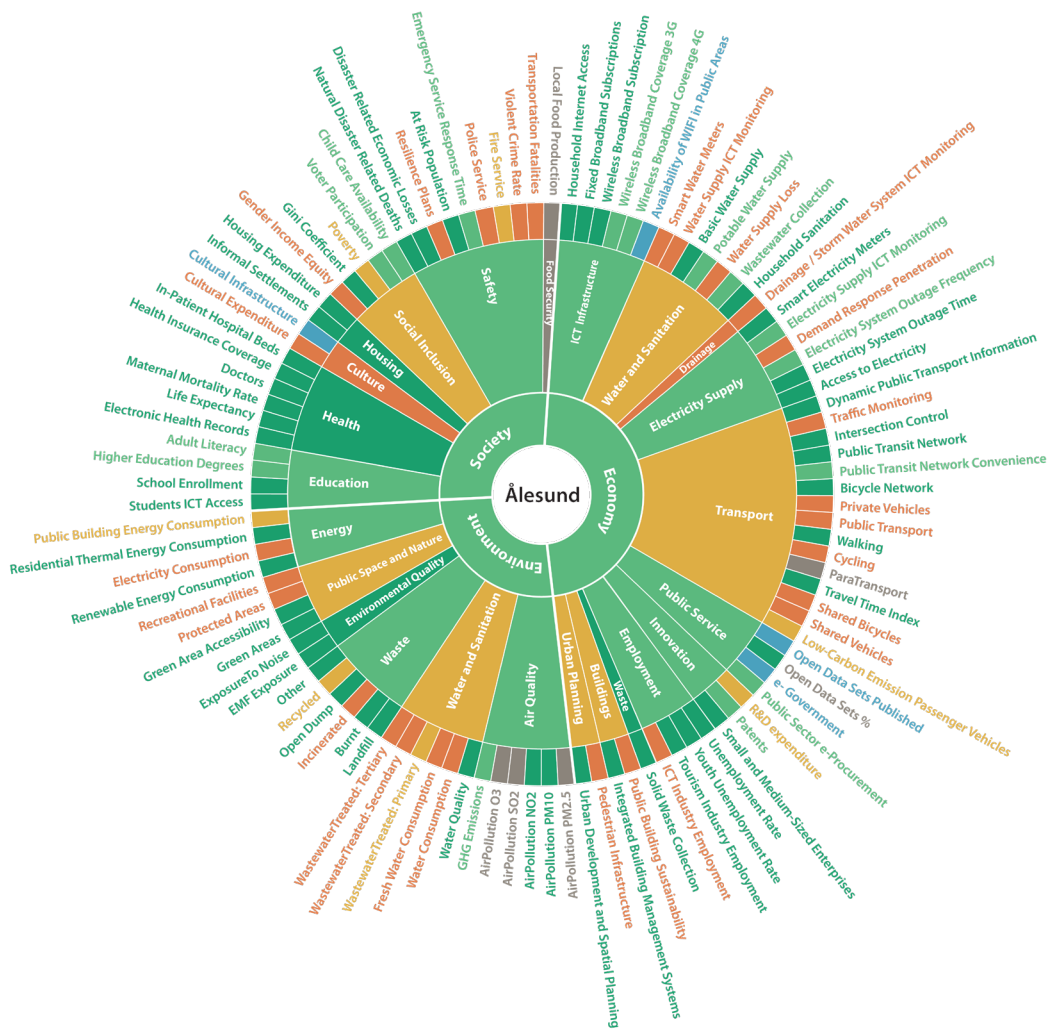 Ålesund
Economy
Environment
Society
ICT Infrastructure
Water and Sanitation
Drainage
Electricity Supply
Transport
Public Service
Innovation
Employment
Waste
Buildings
Urban Planning
Air Quality
Water and Sanitation
Waste
Environmental Quality
Public Space and Nature
Energy
Education
Health
Culture
Housing
Social Inclusion
Safety
Food Security
Household Internet Access
Fixed Broadband Subscriptions
Wireless Broadband Subscription
Wireless Broadband Coverage 3G
Wireless Broadband Coverage 4G
Availability of WIFI in Public Areas
Smart Water Meters
Water Supply ICT Monitoring
Basic Water Supply
Potable Water Supply
Water Supply Loss
Wastewater Collection
Household Sanitation
Drainage / Storm Water System ICT Monitoring
Smart Electricity Meters
Electricity Supply ICT Monitoring
Demand Response Penetration
Electricity System Outage Frequency
Electricity System Outage Time
Access to Electricity
Dynamic Public Transport Information
Traffic Monitoring
Intersection Control
Public Transit Network
Public Transit Network Convenience
Bicycle Network
Private Vehicles
Public Transport
Walking
Cycling
ParaTransport
Travel Time Index
Shared Bicycles
Shared Vehicles
Low-Carbon Emission Passenger Vehicles
Open Data Sets Published
Open Data Sets %
e- Government
Public Sector e-Procurement
R&D expenditure
Patents
Small and Medium-Sized Enterprises
Unemployment Rate
Youth Unemployment Rate
Tourism Industry Employment
ICT Industry Employment
Solid Waste Collection
Public Building Sustainability
Integrated Building Management Systems
Pedestrian Infrastructure
Urban Development and Spatial Planning
AirPollution PM2.5
AirPollution PM10
AirPollution NO2
AirPollution SO2
AirPollution O3
GHG Emissions
Water Quality
Water Consumption
Fresh Water Consumption
WastewaterTreated: Primary
WastewaterTreated: Secondary
WastewaterTreated: Tertiary
Landfill
Burnt
Incinerated
Open Dump
Recycled
Other
EMF Exposure
ExposureTo Noise
Green Areas
Green Area Accessibility
Protected Areas
Recreational Facilities
Renewable Energy Consumption
Electricity Consumption
Residential Thermal Energy Consumption
Public Building Energy Consumption
Students ICT Access
School Enrollment
Higher Education Degrees
Adult Literacy
Electronic Health Records
Life Expectancy
Maternal Mortality Rate
Doctors
Health Insurance Coverage
In-Patient Hospital Beds
Cultural Expenditure
Cultural Infrastructure
Informal Settlements
Housing Expenditure
Gender Income Equity
Gini Coefficient
Poverty
Voter Participation
Child Care Availability
Natural Disaster Related Deaths
Disaster Related Economic Losses
Resilience Plans
At Risk Population
Emergency Service Response Time
Police Service
Fire Service
Violent Crime Rate
Transportation Fatalities
Local Food Production